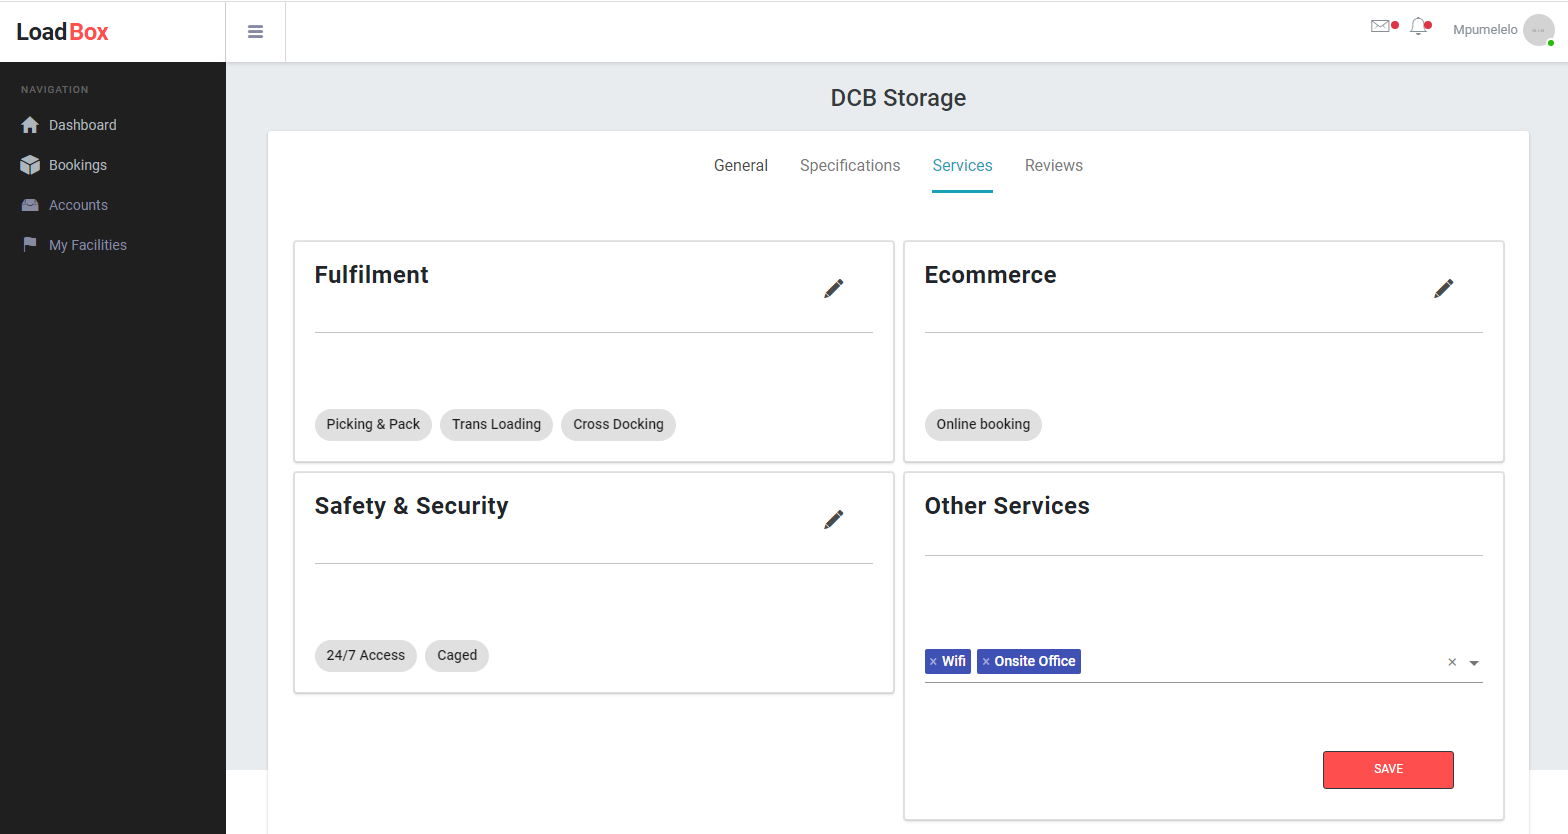 LoadBox
Mpumelelo
NAVIGATION
Dashboard
Bookings
Accounts
My Facilities
DCB Storage
General Specifications Services Reviews
Fulfilment
Picking & Pack Trans Loading Cross Docking
Ecommerce
Online booking
Safety & Security
24/7 Access Caged
Other Services
× Wifi × Onsite Office ×
SAVE